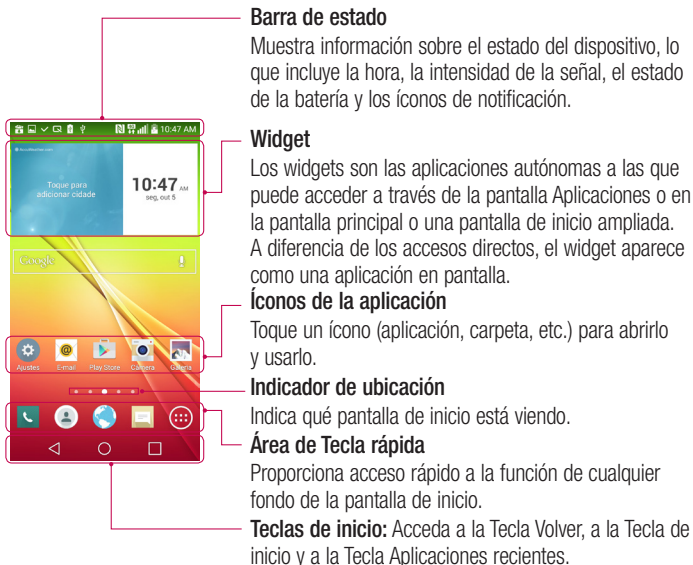 Barra de estado
Muestra información sobre el estado del dispositivo, lo
que incluye la hora, la intensidad de la señal, el estado
de la batería y los íconos de notificación.
10:47 AM
Widget
Los widgets son las aplicaciones autónomas a las que
puede acceder a través de la pantalla Aplicaciones o en
la pantalla principal o una pantalla de inicio ampliada.
A diferencia de los accesos directos, el widget aparece
como una aplicación en pantalla.
AccuWeather.com
Toque para
adicionar cidade
10:47 AM
seg, out 5
Google
Íconos de la aplicación
Toque un ícono (aplicación, carpeta, etc.) para abrirlo
y usarlo.
Ajustes E-mail Play Store Câmera Galeria
Indicador de ubicación
Indica qué pantalla de inicio está viendo.
Área de Tecla rápida
Proporciona acceso rápido a la función de cualquier
fondo de la pantalla de inicio.
Teclas de inicio: Acceda a la Tecla Volver, a la Tecla de
inicio y a la Tecla Aplicaciones recientes.